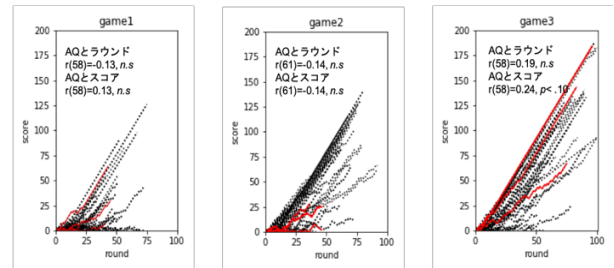 game1
200
175
150
125
100
75
50
25
0
score
AQとラウンド
r(58)=-0.13, n.s
AQとスコア
r(58)=0.13, n.s
0 25 50 75 100
round
game2
200
175
150
125
100
75
50
25
0
score
AQとラウンド
r(61)=-0.14, n.s
AQとスコア
r(61)=-0.14, n.s
0 25 50 75 100
round
game3
200
175
150
125
100
75
50
25
0
score
AQとラウンド
r(58)=0.19, n.s
AQとスコア
r(58)=0.24, p< .10
0 50 100
round